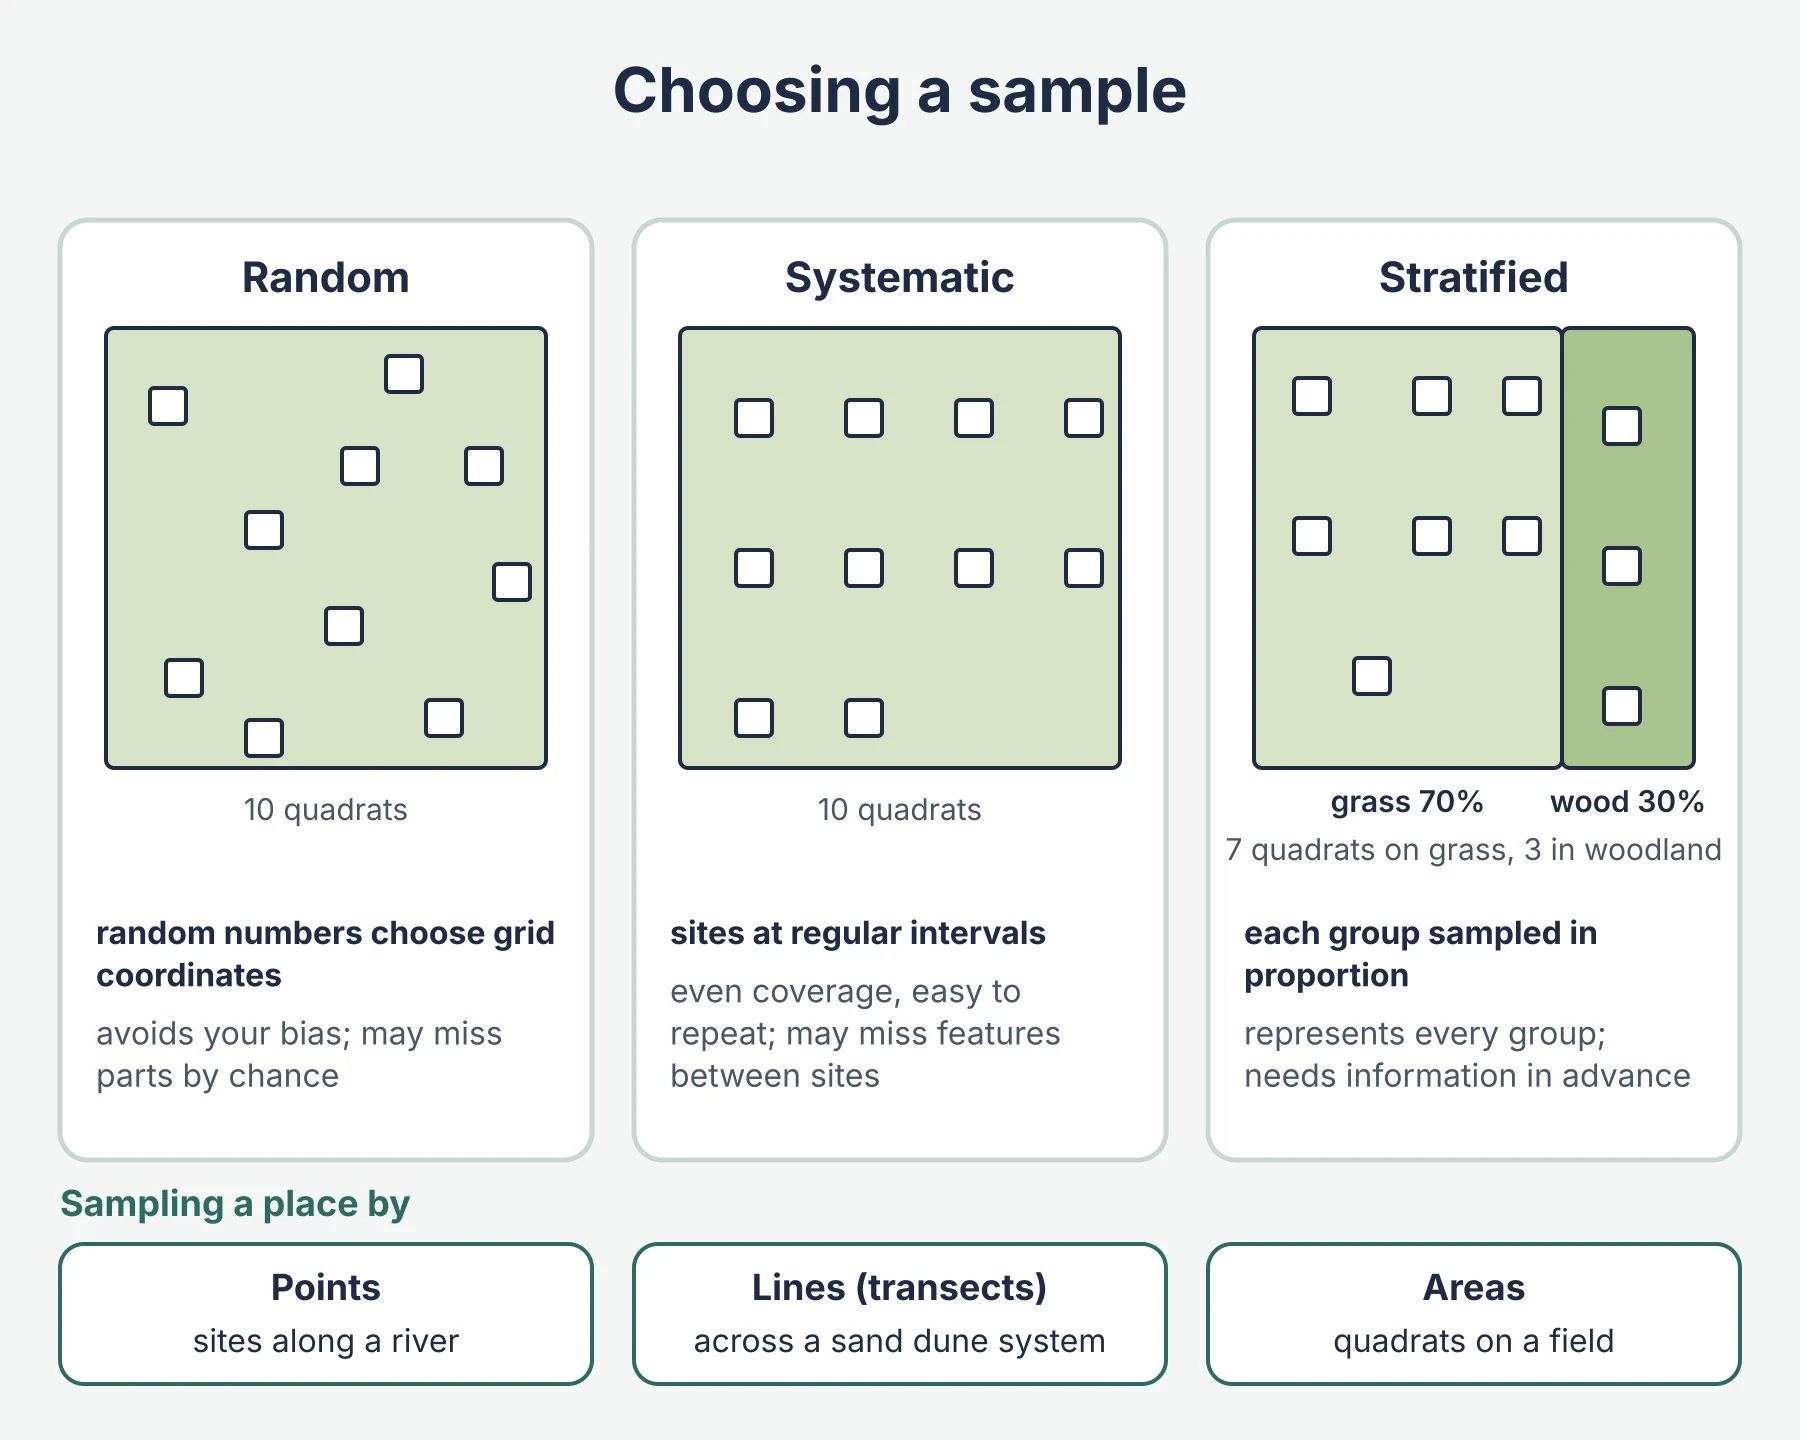 Choosing a sample
Random
10 quadrats
random numbers choose grid
coordinates
avoids your bias; may miss
parts by chance
Systematic
10 quadrats
sites at regular intervals
even coverage, easy to
repeat; may miss features
between sites
Stratified
grass 70%
wood 30%
7 quadrats on grass, 3 in woodland
each group sampled in
proportion
represents every group;
needs information in advance
Sampling a place by
Points
sites along a river
Lines (transects)
across a sand dune system
Areas
quadrats on a field